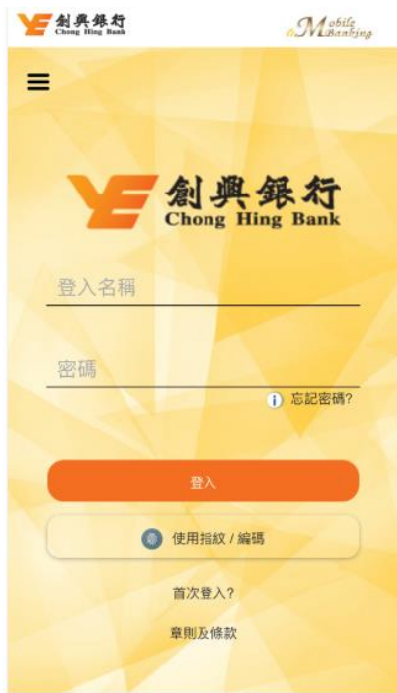 創興銀行
Chong Hing Bank
Mobile
Banking
創興銀行
Chong Hing Bank
登入名稱
密碼
忘記密碼?
登入
使用指紋 / 編碼
首次登入?
章則及條款